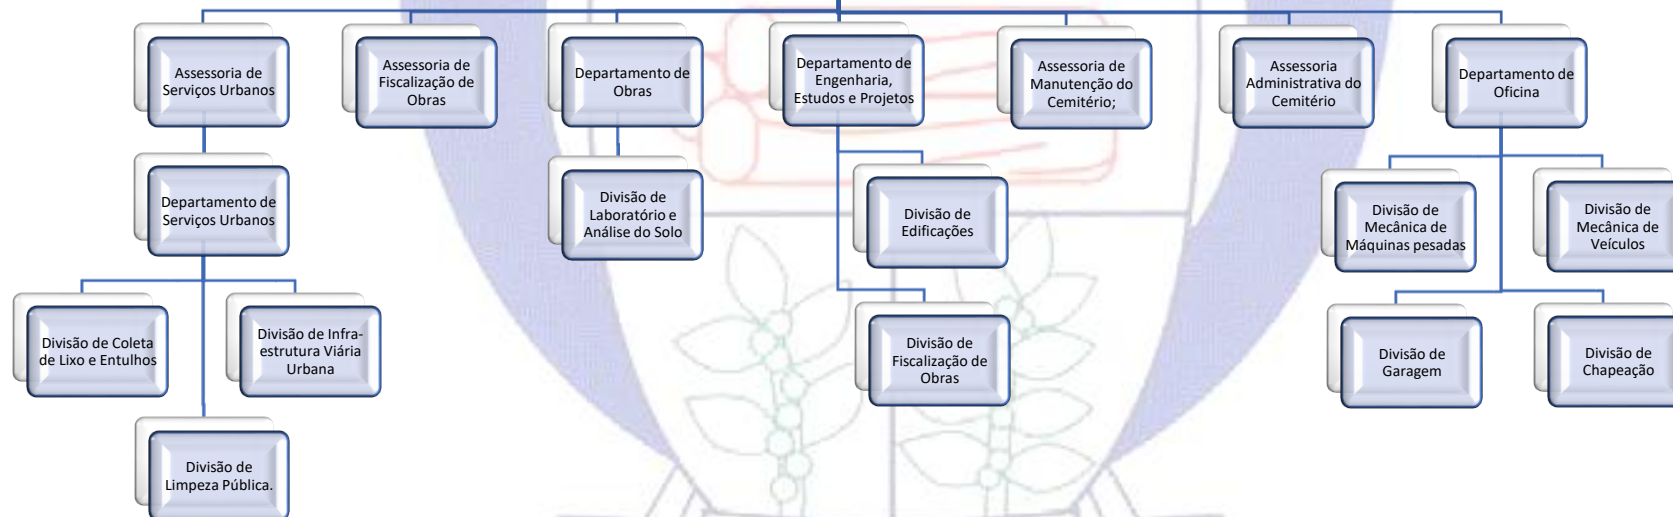 Assessoria de
Serviços Urbanos
Assessoria de
Fiscalização de
Obras
Departamento de
Obras
Departamento de
Engenharia,
Estudos e Projetos
Assessoria de
Manutenção do
Cemitério;
Assessoria
Administrativa do
Cemitério
Departamento de
Oficina
Departamento de
Serviços Urbanos
Divisão de
Laboratório e
Análise do Solo
Divisão de
Edificações
Divisão de
Mecânica de
Máquinas pesadas
Divisão de
Mecânica de
Veículos
Divisão de Coleta
de Lixo e Entulhos
Divisão de Infra-
estrutura Viária
Urbana
Divisão de
Fiscalização de
Obras
Divisão de
Garagem
Divisão de
Chapeação
Divisão de
Limpeza Pública.